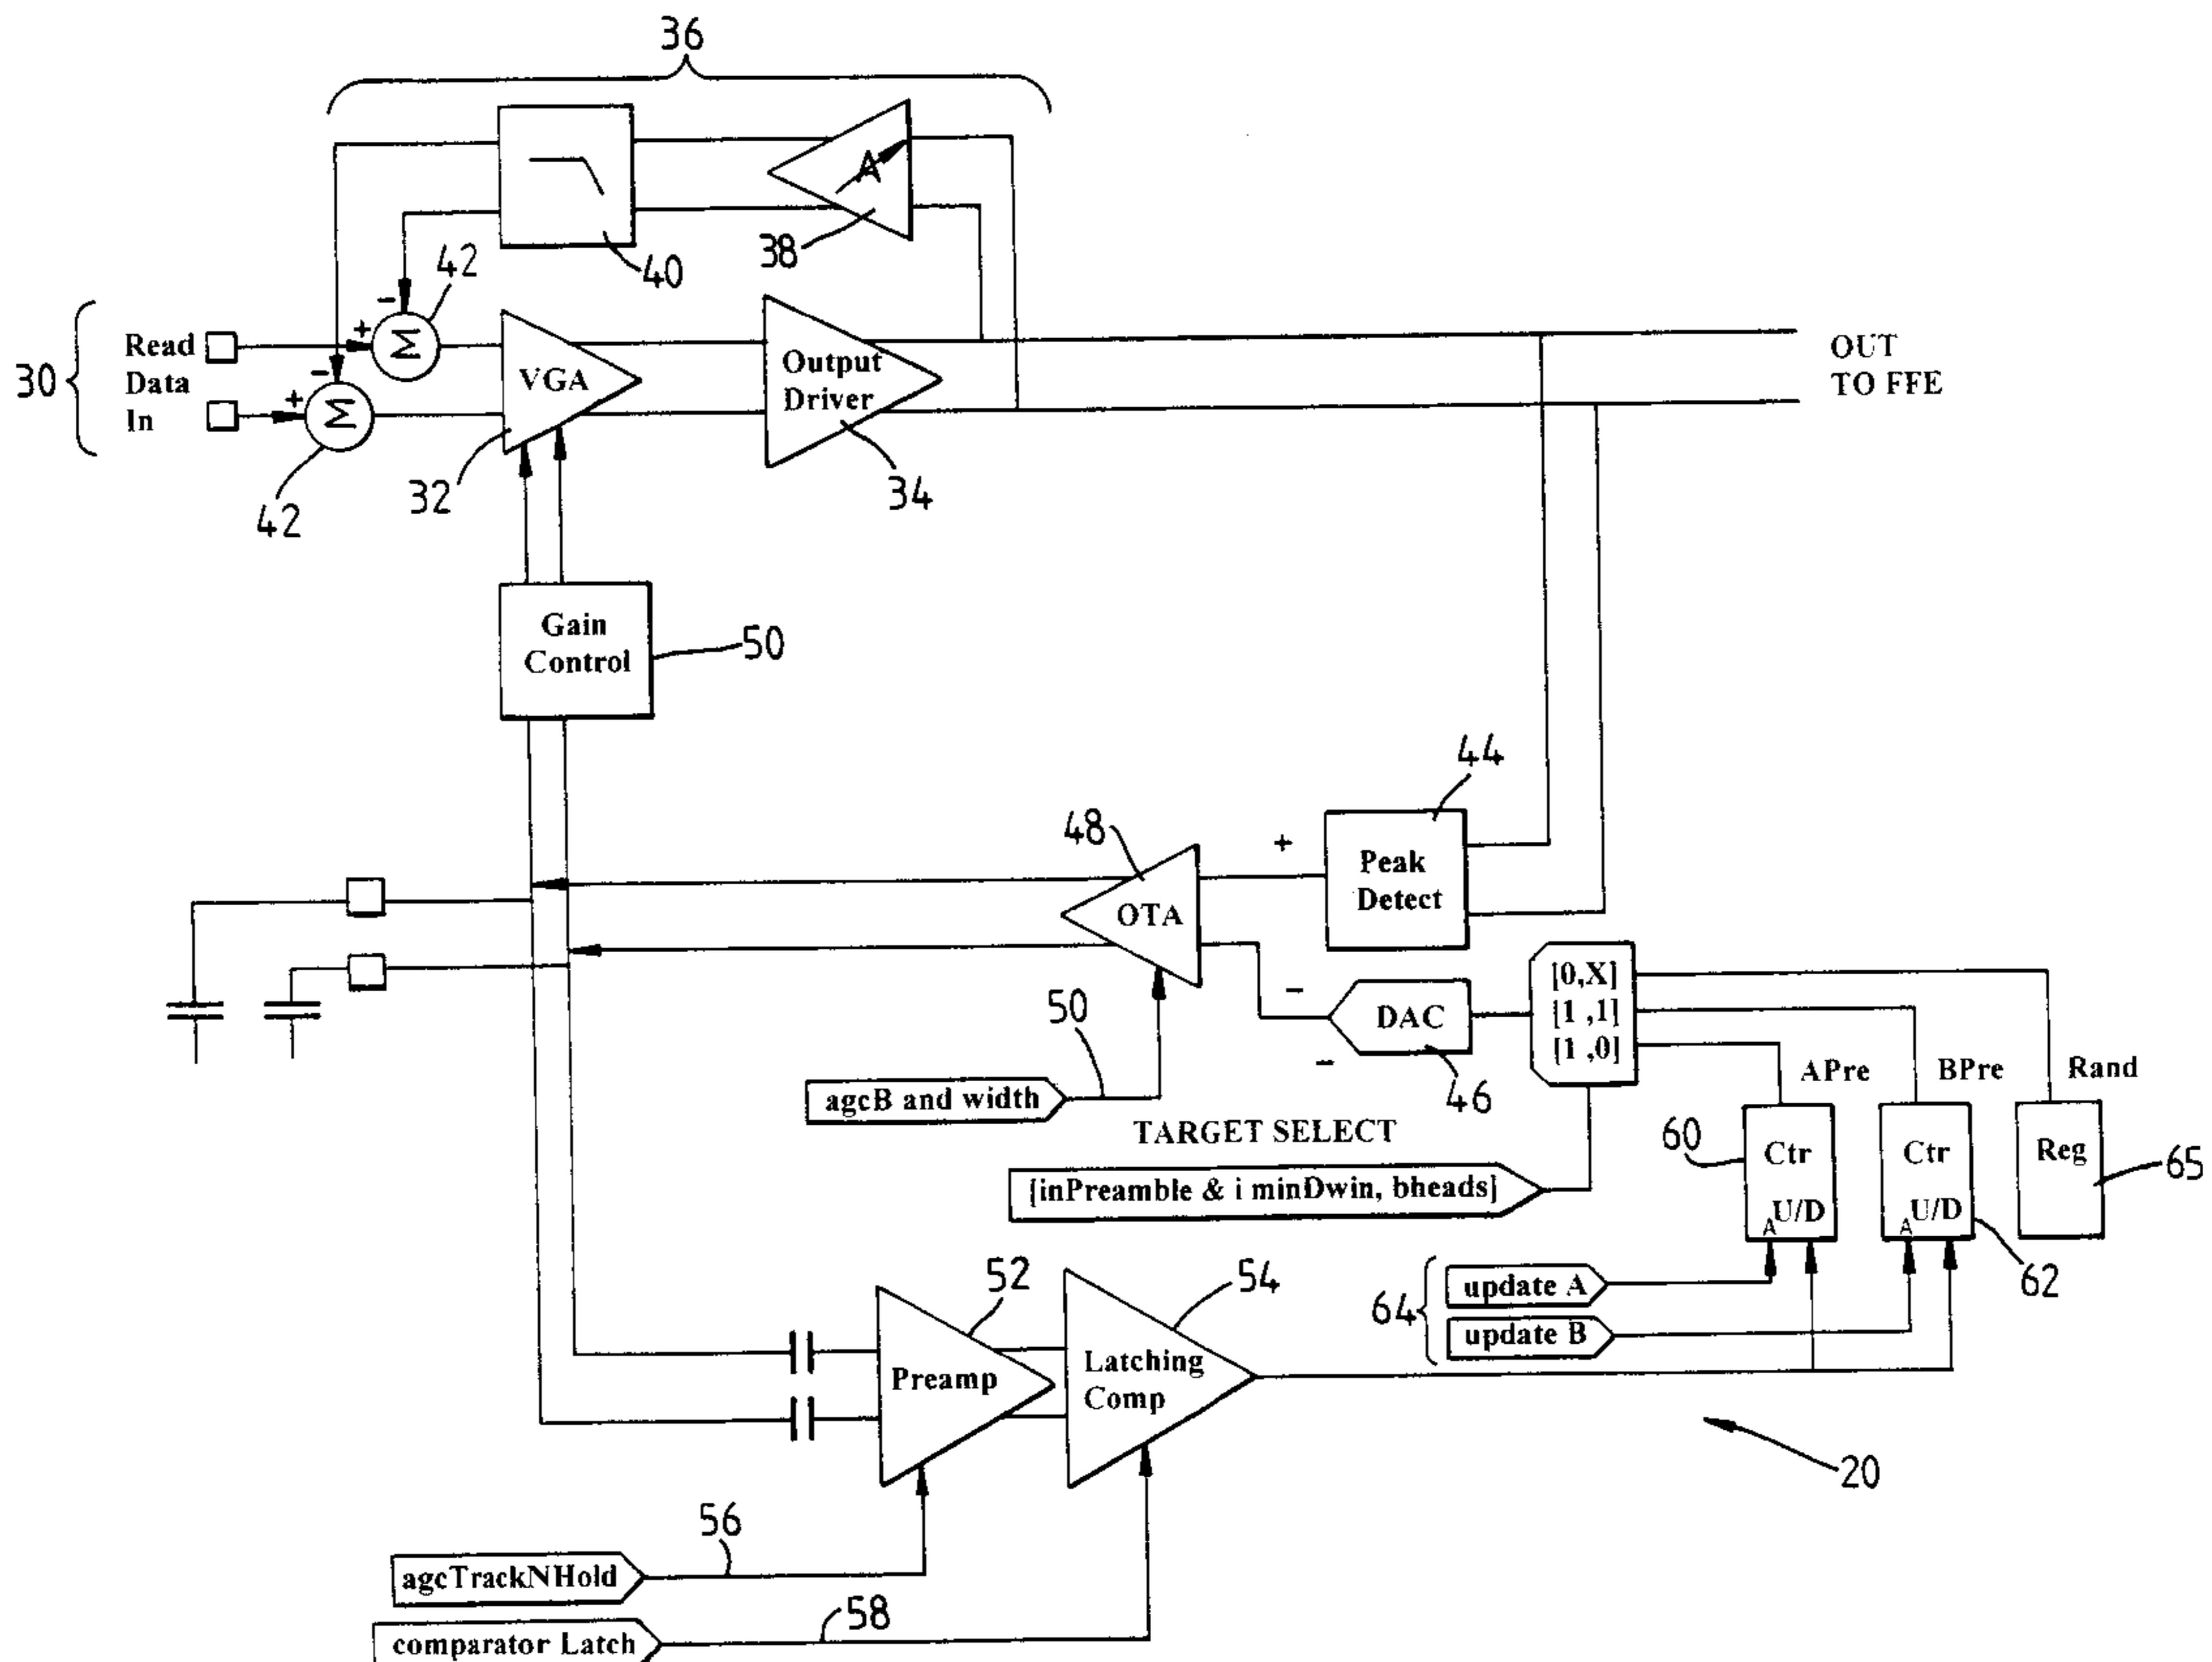 36
A
38
40
42
30
Read
Data
In
+
-
Σ
+
-
Σ
VGA
Output
Driver
OUT
TO FFE
32
34
42
Gain
Control
50
44
48
+
Peak
Detect
OTA
-
DAC
-
46
[0,X]
[1,1]
[1,0]
50
agcB and width
TARGET SELECT
[inPreamble & i minDwin, bheads]
APre
BPre
Rand
60
Ctr
A U/D
Ctr
A U/D
Reg
65
62
64
update A
update B
52
54
Preamp
Latching
Comp
20
56
agcTrackNHold
58
comparator Latch